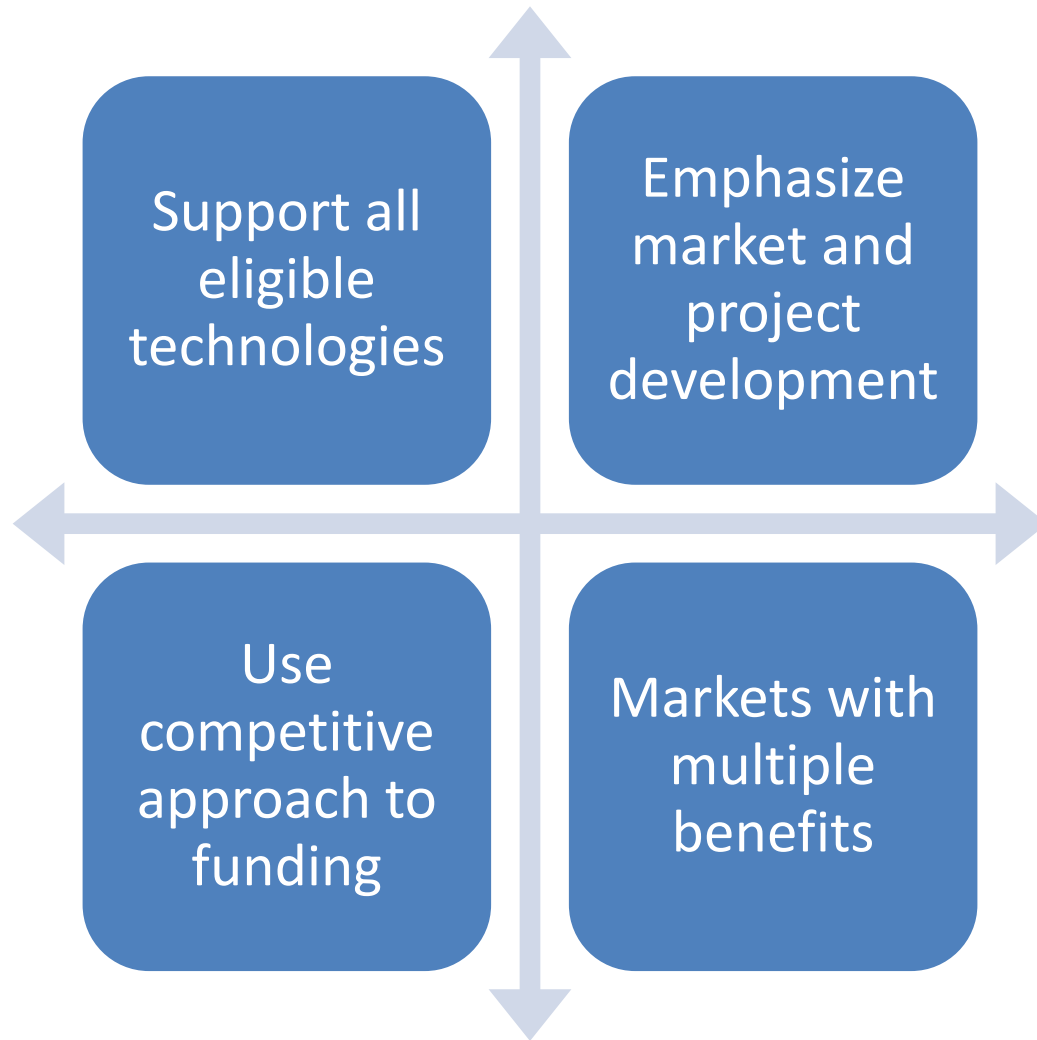 Support all
eligible
technologies
Emphasize
market and
project
development
Use
competitive
approach to
funding
Markets with
multiple
benefits